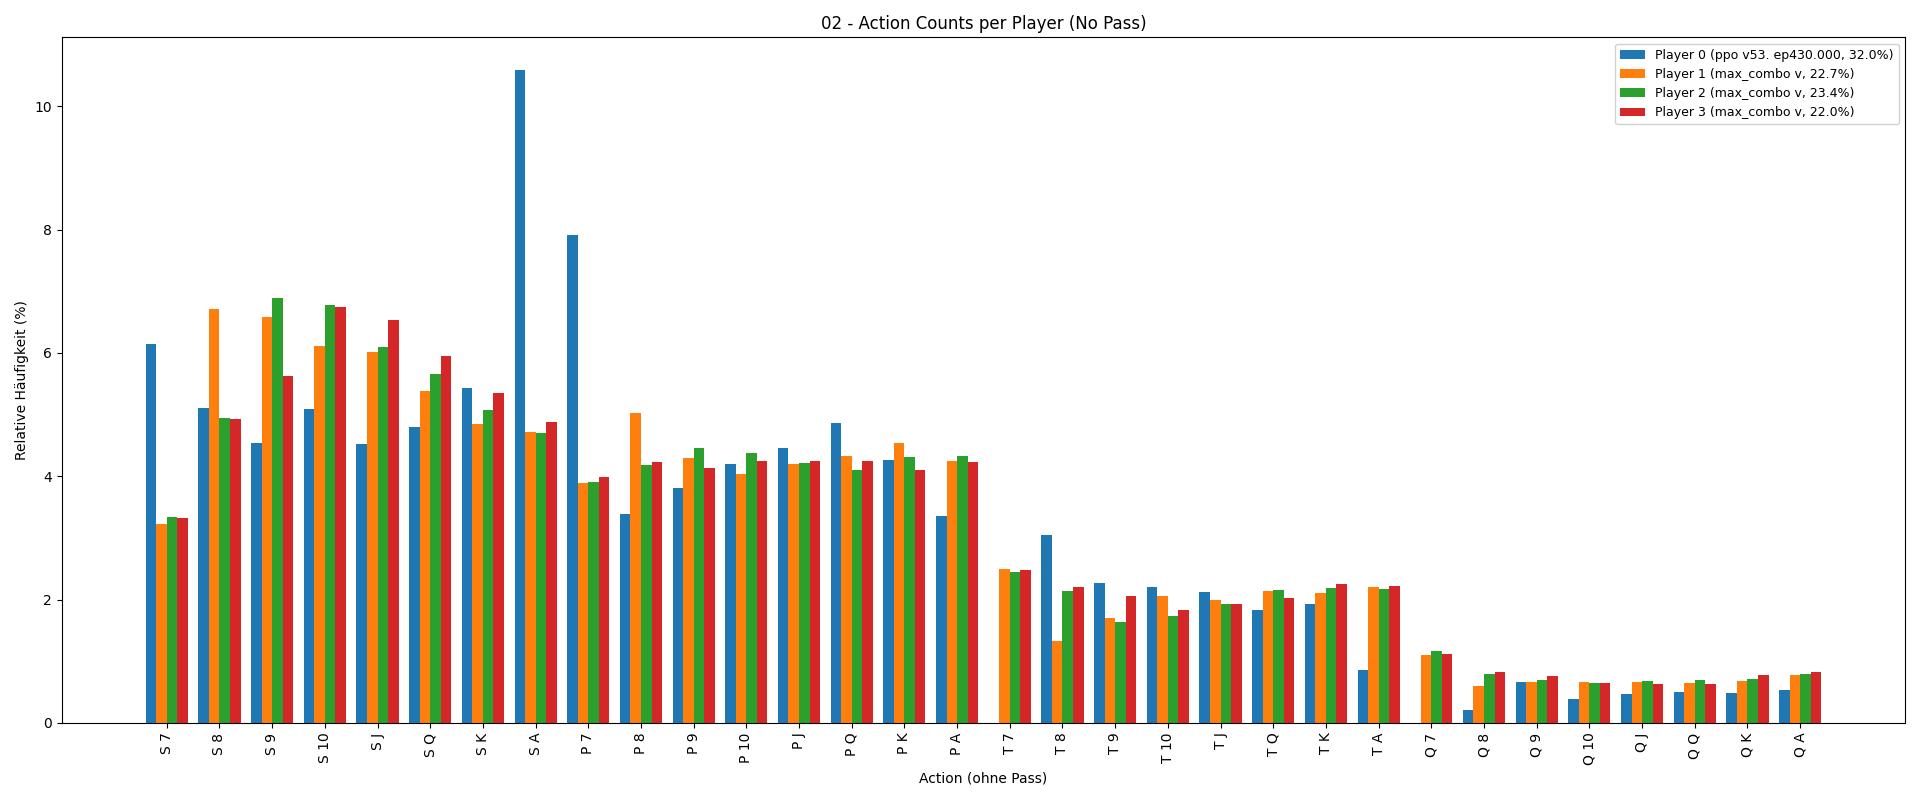 02 - Action Counts per Player (No Pass)
Player 0 (ppo v53. ep430.000, 32.0%)
Player 1 (max_combo v, 22.7%)
Player 2 (max_combo v, 23.4%)
Player 3 (max_combo v, 22.0%)
Relative Häufigkeit (%)
10
8
6
4
2
0
S 7
S 8
S 9
S 10
S J
S Q
S K
S A
P 7
P 8
P 9
P 10
P J
P Q
P K
P A
T 7
T 8
T 9
T 10
T J
T Q
T K
T A
Q 7
Q 8
Q 9
Q 10
Q J
Q Q
Q K
Q A
Action (ohne Pass)